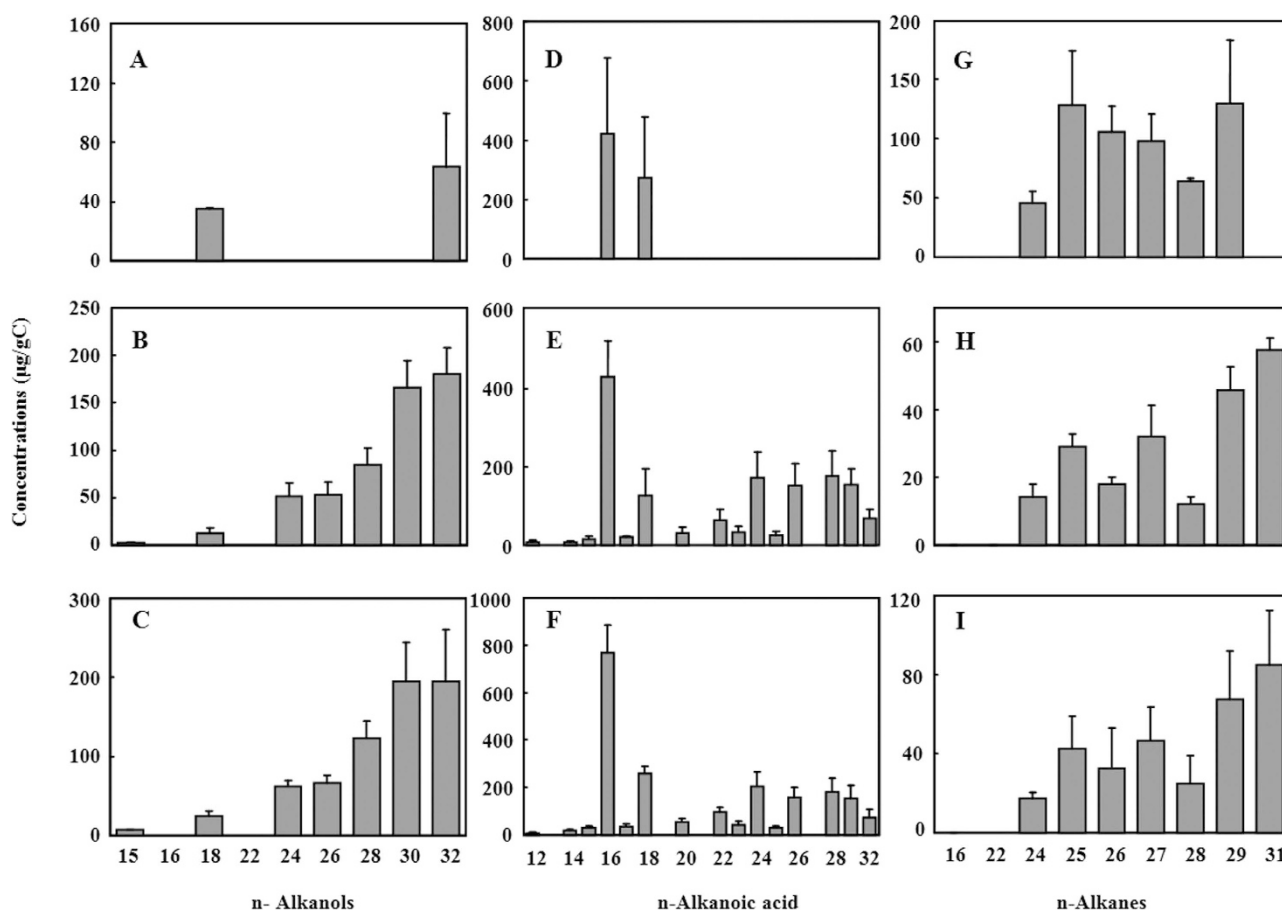 Concentrations (µg/gC)
A
160
120
80
40
0
D
800
600
400
200
0
G
200
150
100
50
0
B
250
200
150
100
50
0
E
600
400
200
0
H
60
40
20
0
C
300
200
100
0
F
1000
800
600
400
200
0
I
120
80
40
0
15 16 18 22 24 26 28 30 32
12 14 16 18 20 22 24 26 28 32
16 22 24 25 26 27 28 29 31
n- Alkanols
n-Alkanoic acid
n-Alkanes